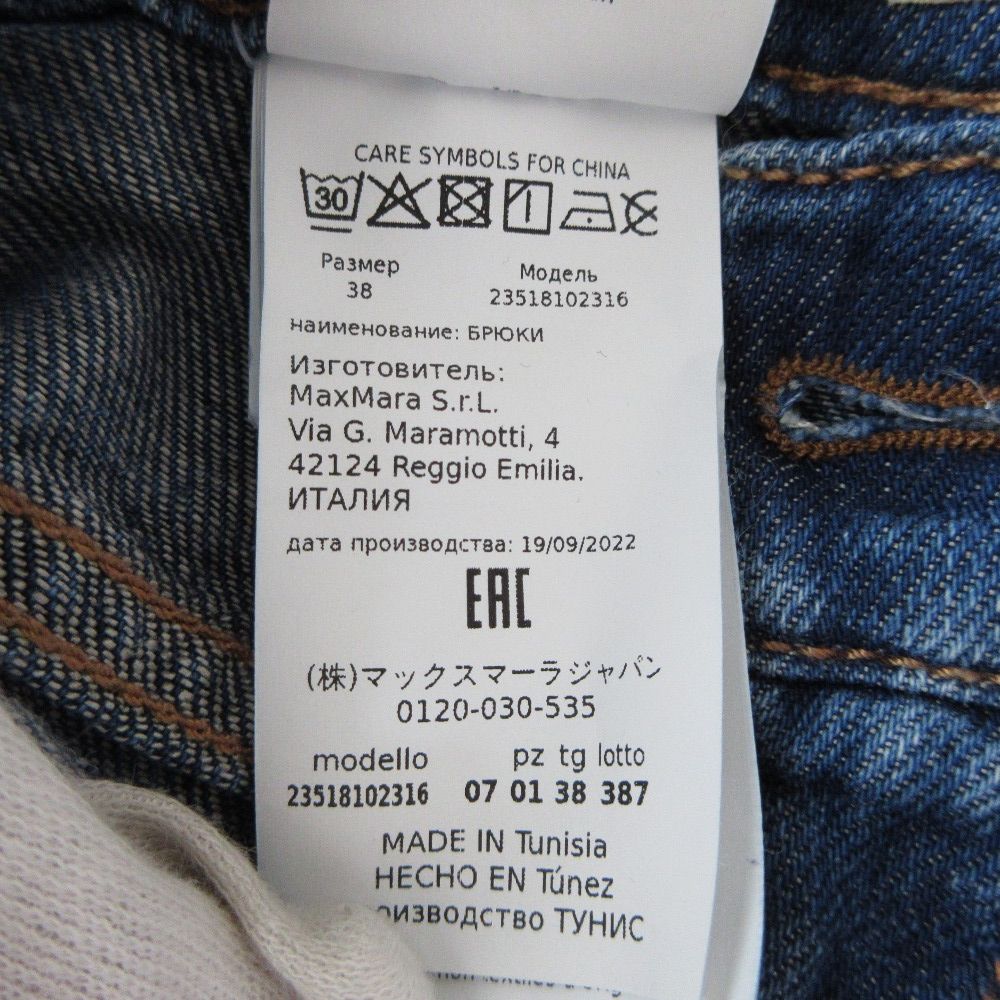 CARE SYMBOLS FOR CHINA
30
Размер Модель
38 23518102316
наименование: БРЮКИ
Изготовитель:
MaxMara S.r.L.
Via G. Maramotti, 4
42124 Reggio Emilia.
ИТАЛИЯ
дата производства: 19/09/2022
EAC
(株)マックスマーラジャパン
0120-030-535
modello pz tg lotto
23518102316 07 01 38 387
MADE IN Tunisia
HECHO EN Túnez
оизводство ТУНИС